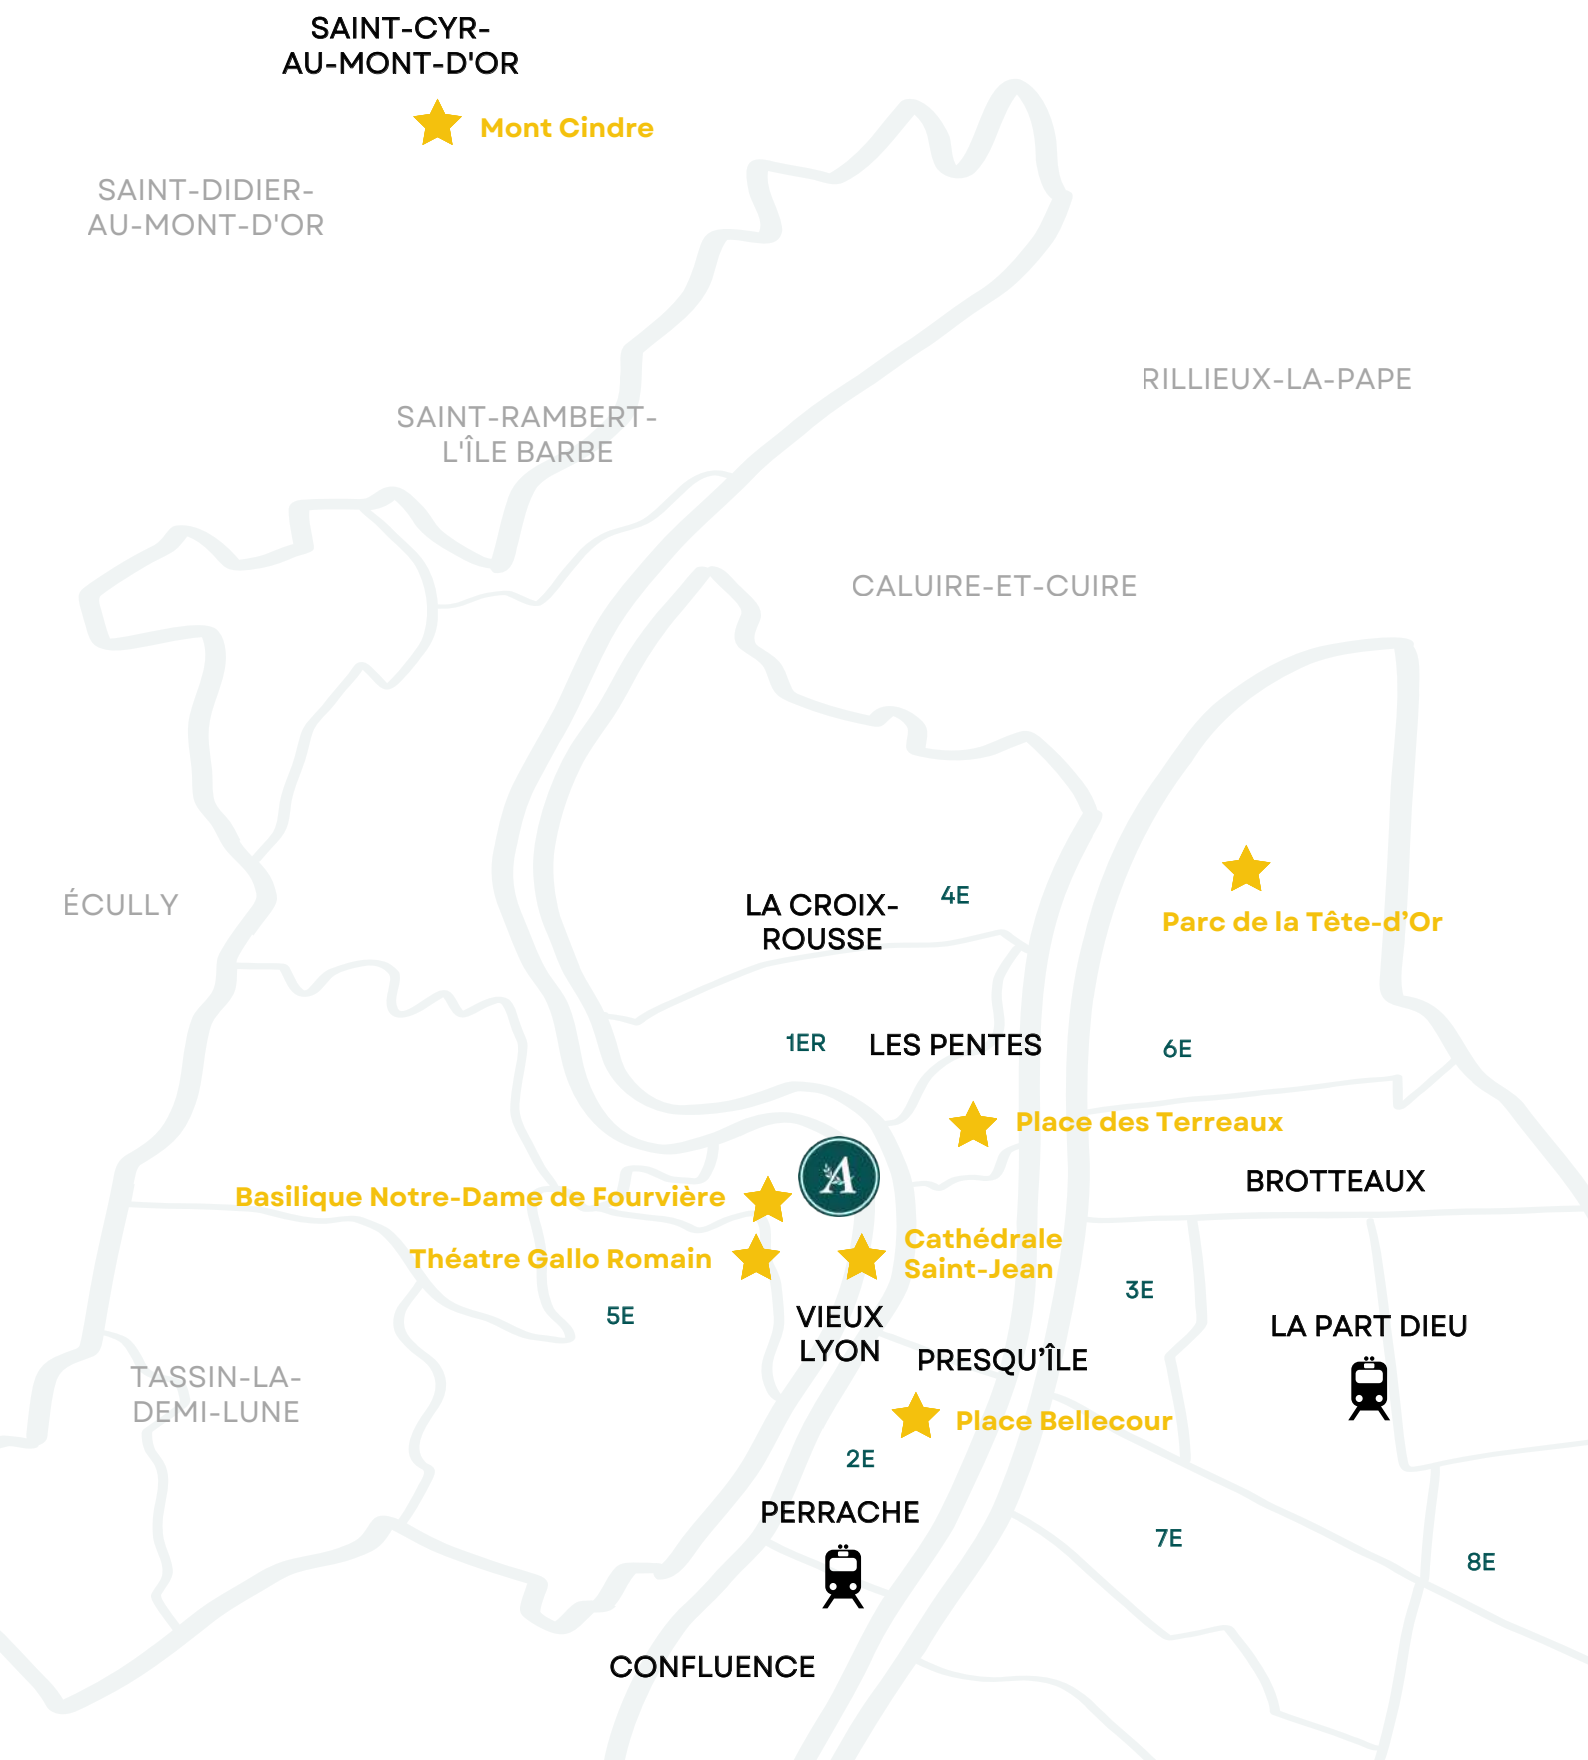 SAINT-CYR-
AU-MONT-D'OR
Mont Cindre
SAINT-DIDIER-
AU-MONT-D'OR
RILLIEUX-LA-PAPE
SAINT-RAMBERT-
L'ÎLE BARBE
CALUIRE-ET-CUIRE
ÉCULLY
LA CROIX-
ROUSSE
4E
Parc de la Tête-d’Or
1ER
LES PENTES
6E
Place des Terreaux
A
BROTTEAUX
Basilique Notre-Dame de Fourvière
Théatre Gallo Romain
Cathédrale
Saint-Jean
3E
5E
VIEUX
LYON
LA PART DIEU
PRESQU’ÎLE
TASSIN-LA-
DEMI-LUNE
Place Bellecour
2E
PERRACHE
7E
8E
CONFLUENCE